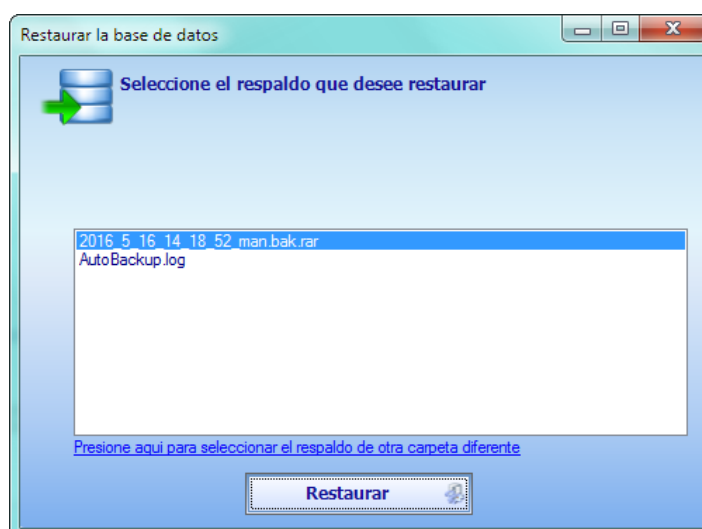 Restaurar la base de datos
Seleccione el respaldo que desee restaurar
2016_5_16_14_18_52_man.bak.rar
AutoBackup.log
Presione aqui para seleccionar el respaldo de otra carpeta diferente
Restaurar